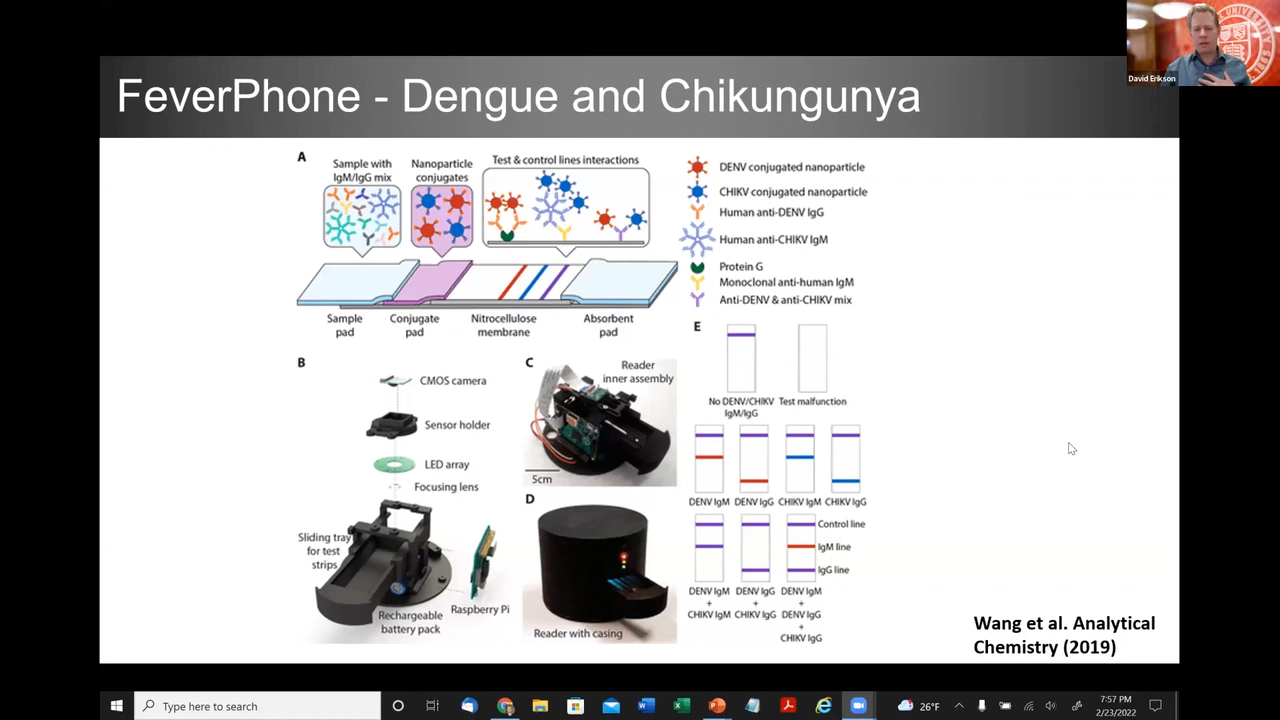 FeverPhone - Dengue and Chikungunya
David Erikson
A
Sample with
IgM/IgG mix
Nanoparticle
conjugates
Test & control lines interactions
DENV conjugated nanoparticle
CHIKV conjugated nanoparticle
Human anti-DENV IgG
Human anti-CHIKV IgM
Protein G
Monoclonal anti-human IgM
Anti-DENV & anti-CHIKV mix
Sample
pad
Conjugate
pad
Nitrocellulose
membrane
Absorbent
pad
B
CMOS camera
Sensor holder
LED array
Focusing lens
Sliding tray
for test
strips
Rechargeable
battery pack
Raspberry Pi
C
Reader
inner assembly
5cm
D
Reader with casing
E
No DENV/CHIKV
IgM/IgG
Test malfunction
DENV IgM
DENV IgG
CHIKV IgM
CHIKV IgG
Control line
IgM line
IgG line
DENV IgM
+
CHIKV IgM
DENV IgG
+
CHIKV IgG
DENV IgM
+
DENV IgG
+
CHIKV IgG
Wang et al. Analytical
Chemistry (2019)
Type here to search
26°F
7:57 PM
2/23/2022